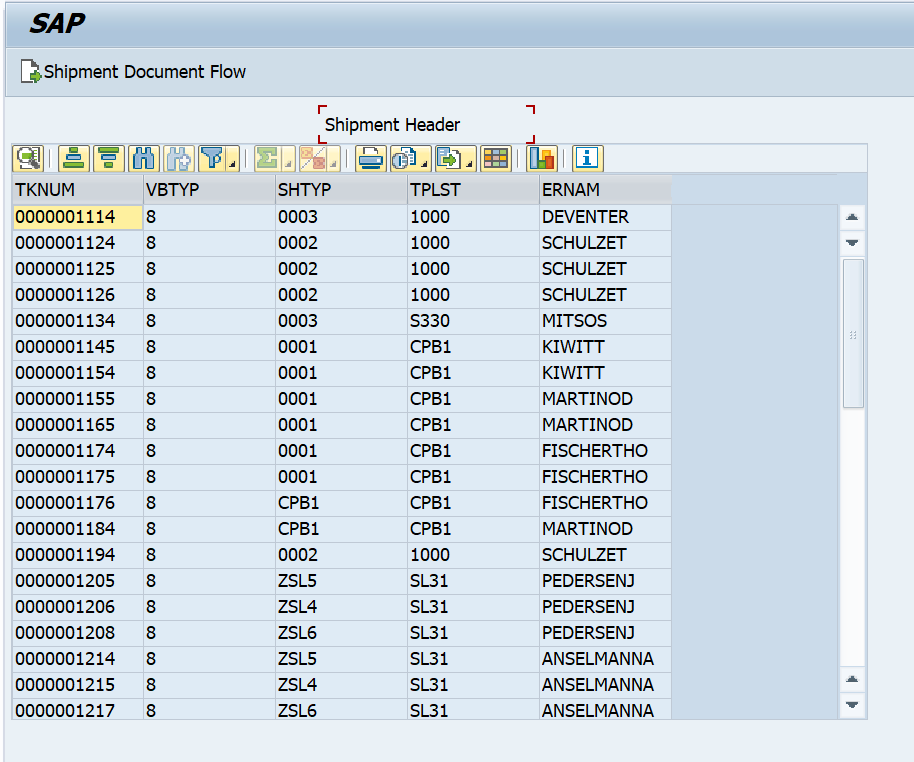 SAP
Shipment Document Flow
Shipment Header
TKNUM VBTYP SHTYP TPLST ERNAM
0000001114 8 0003 1000 DEVENTER
0000001124 8 0002 1000 SCHULZET
0000001125 8 0002 1000 SCHULZET
0000001126 8 0002 1000 SCHULZET
0000001134 8 0003 S330 MITSOS
0000001145 8 0001 CPB1 KIWITT
0000001154 8 0001 CPB1 KIWITT
0000001155 8 0001 CPB1 MARTINOD
0000001165 8 0001 CPB1 MARTINOD
0000001174 8 0001 CPB1 FISCHERTHO
0000001175 8 0001 CPB1 FISCHERTHO
0000001176 8 CPB1 CPB1 FISCHERTHO
0000001184 8 CPB1 CPB1 MARTINOD
0000001194 8 0002 1000 SCHULZET
0000001205 8 ZSL5 SL31 PEDERSENJ
0000001206 8 ZSL4 SL31 PEDERSENJ
0000001208 8 ZSL6 SL31 PEDERSENJ
0000001214 8 ZSL5 SL31 ANSELMANNA
0000001215 8 ZSL4 SL31 ANSELMANNA
0000001217 8 ZSL6 SL31 ANSELMANNA